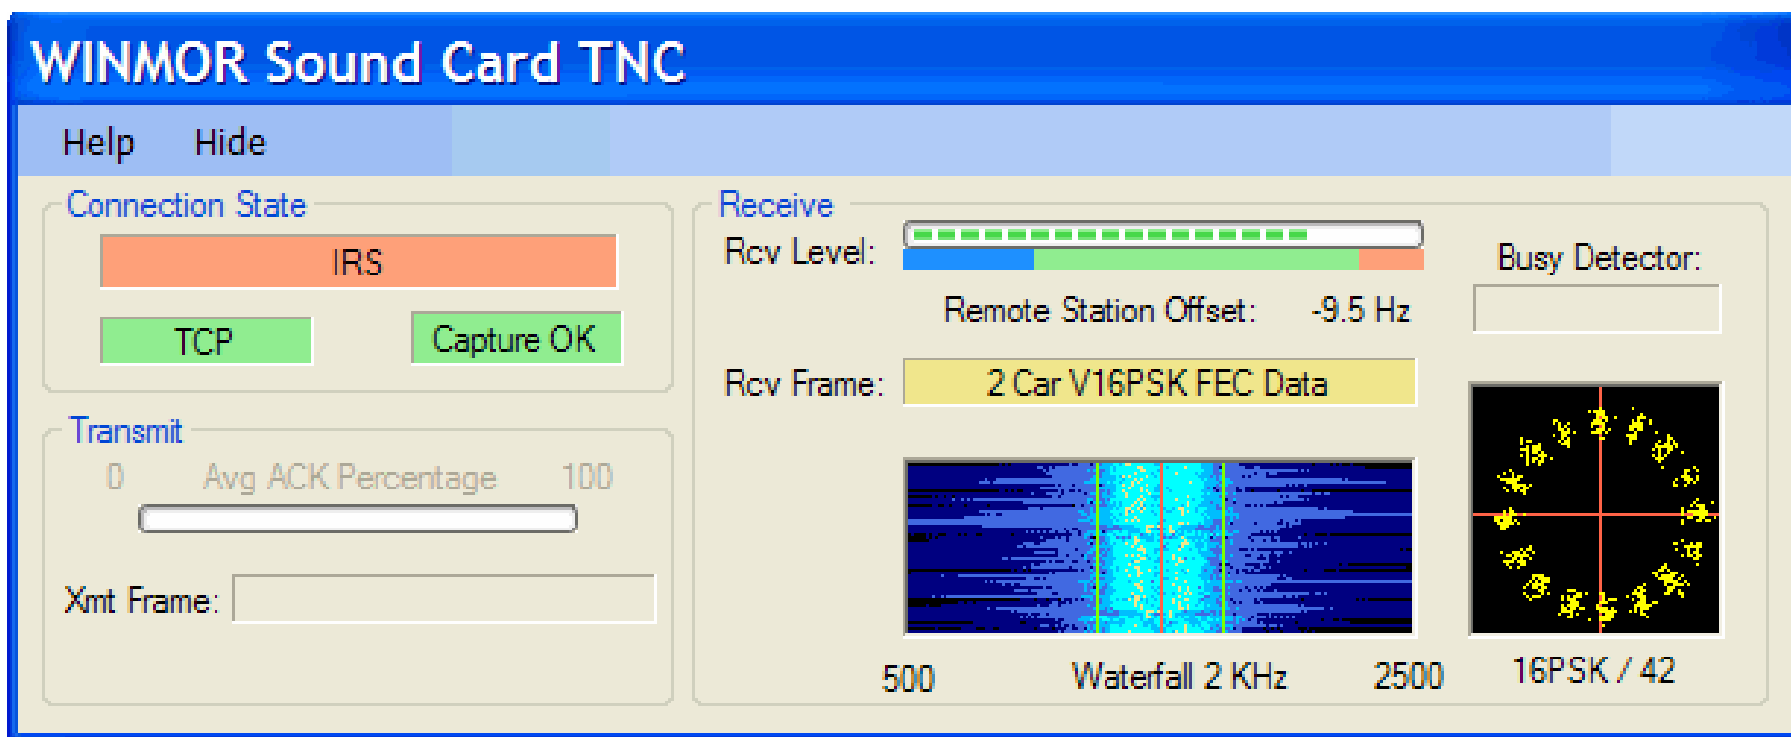 WINMOR Sound Card TNC
Help Hide
Connection State
IRS
TCP Capture OK
Transmit
0 Avg ACK Percentage 100
Xmt Frame:
Receive
Rcv Level:
Busy Detector:
Remote Station Offset: -9.5 Hz
Rcv Frame: 2 Car V16PSK FEC Data
500 Waterfall 2 KHz 2500
16PSK / 42